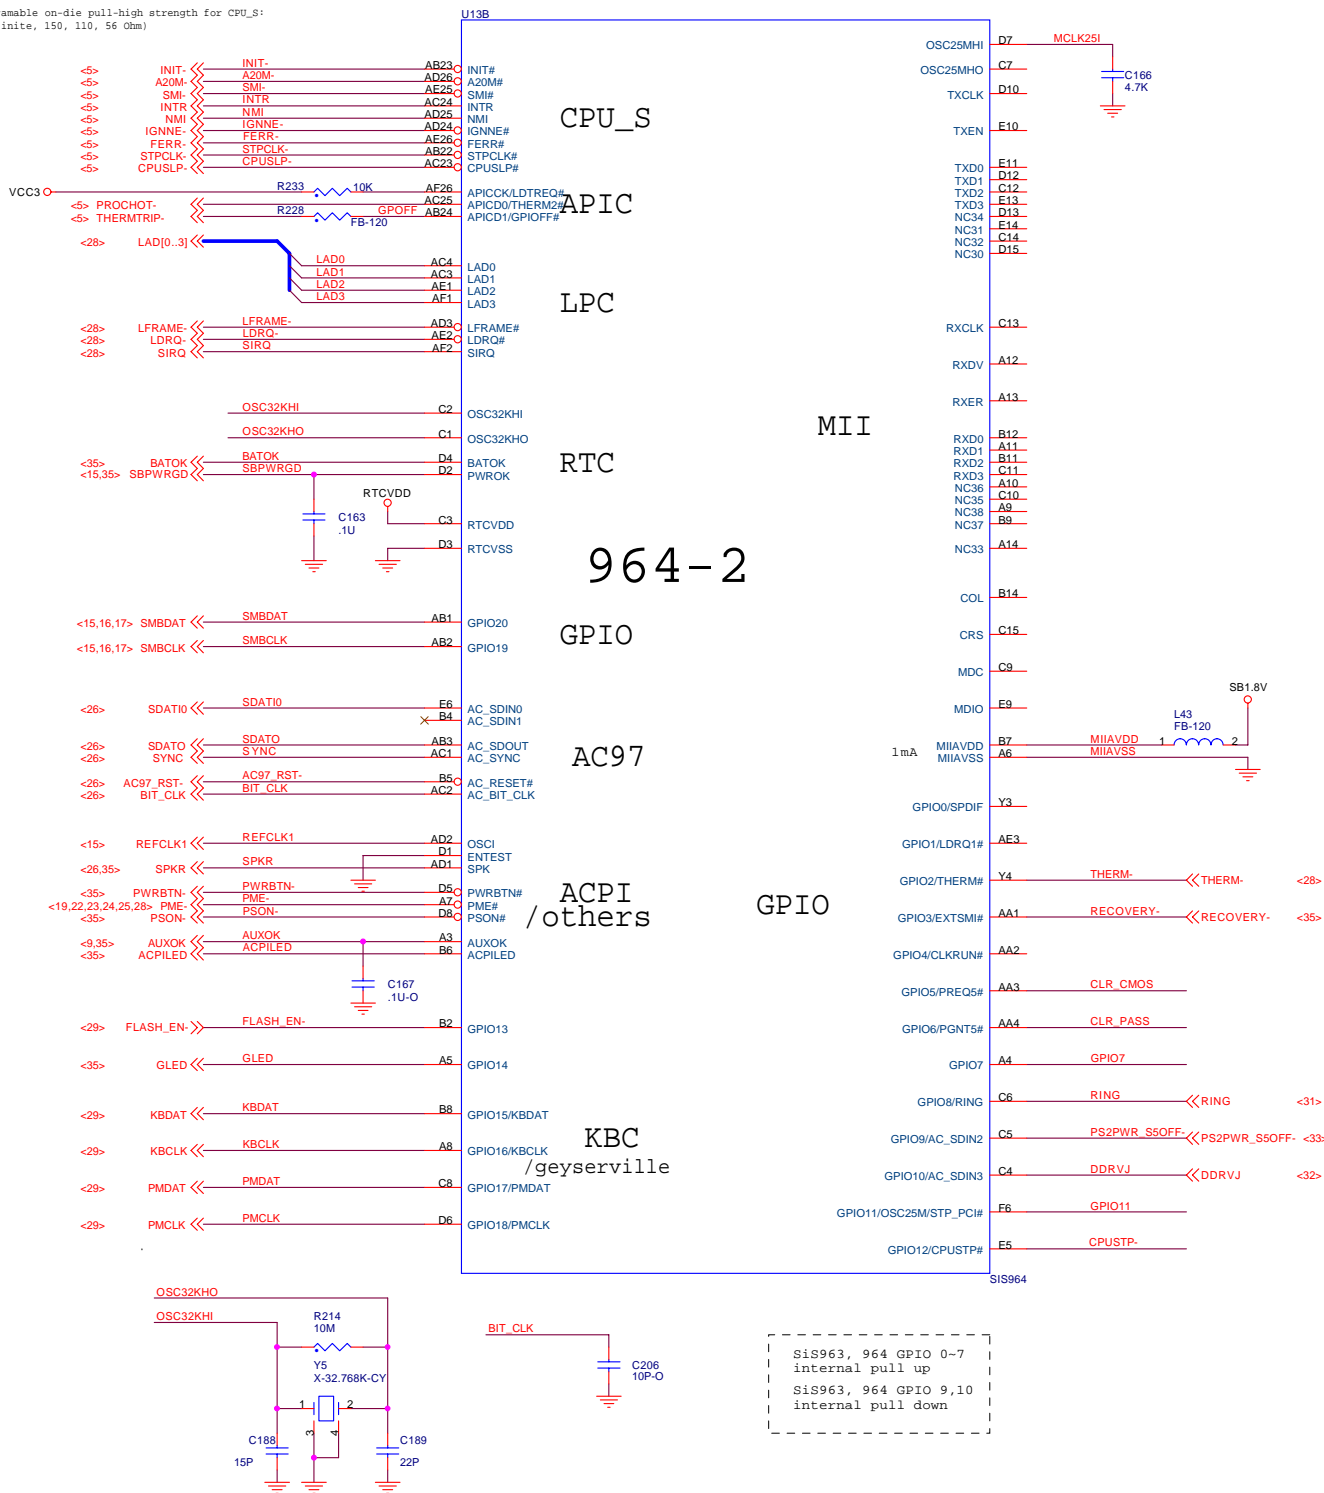 ramable on-die pull-high strength for CPU_S:
inite, 150, 110, 56 Ohm)
U13B
<5> INIT- INIT- AB23 INIT#
<5> A20M- A20M- AD26 A20M#
<5> SMI- SMI- AE25 SMI#
<5> INTR INTR AC24 INTR
<5> NMI NMI AD25 NMI
<5> IGNNE- IGNNE- AD24 IGNNE#
<5> FERR- FERR- AE26 FERR#
<5> STPCLK- STPCLK- AB22 STPCLK#
<5> CPUSLP- CPUSLP- AC23 CPUSLP#
CPU_S
VCC3 R233 10K AF26 APICCK/LDTREQ#
<5> PROCHOT- AC25 APICD0/THERM2#
<5> THERMTRIP- R228 FB-120 GPOFF AB24 APICD1/GPIOFF#
APIC
<28> LAD[0..3]
LAD0 AC4 LAD0
LAD1 AC3 LAD1
LAD2 AE1 LAD2
LAD3 AF1 LAD3
LPC
<28> LFRAME- LFRAME- AD3 LFRAME#
<28> LDRQ- LDRQ- AE2 LDRQ#
<28> SIRQ SIRQ AF2 SIRQ
OSC32KHI C2 OSC32KHI
OSC32KHO C1 OSC32KHO
<35> BATOK BATOK D4 BATOK
<15,35> SBPWRGD SBPWRGD D2 PWROK
RTC
C163
.1U
RTCVDD
C3 RTCVDD
D3 RTCVSS
964-2
<15,16,17> SMBDAT SMBDAT AB1 GPIO20
<15,16,17> SMBCLK SMBCLK AB2 GPIO19
GPIO
<26> SDATI0 SDATI0 E6 AC_SDIN0
B4 AC_SDIN1
<26> SDATO SDATO AB3 AC_SDOUT
<26> SYNC SYNC AC1 AC_SYNC
AC97
<26> AC97_RST- AC97_RST- B5 AC_RESET#
<26> BIT_CLK BIT_CLK AC2 AC_BIT_CLK
<15> REFCLK1 REFCLK1 AD2 OSCI
D1 ENTEST
<26,35> SPKR SPKR AD1 SPK
<35> PWRBTN- PWRBTN- D5 PWRBTN#
<19,22,23,24,25,28> PME- PME- A7 PME#
<35> PSON- PSON- D8 PSON#
ACPI
/others
<9,35> AUXOK AUXOK A3 AUXOK
<35> ACPILED ACPILED B6 ACPILED
C167
.1U-O
<29> FLASH_EN- FLASH_EN- B2 GPIO13
<35> GLED GLED A5 GPIO14
<29> KBDAT KBDAT B8 GPIO15/KBDAT
<29> KBCLK KBCLK A8 GPIO16/KBCLK
<29> PMDAT PMDAT C8 GPIO17/PMDAT
<29> PMCLK PMCLK D6 GPIO18/PMCLK
KBC
/geyserville
OSC25MHI D7 MCLK25I
C166
4.7K
OSC25MHO C7
TXCLK D10
TXEN E10
TXD0 E11
TXD1 D12
TXD2 C12
TXD3 E13
NC34 D13
NC31 E14
NC32 C14
NC30 D15
RXCLK C13
RXDV A12
RXER A13
MII
RXD0 B12
RXD1 A11
RXD2 B11
RXD3 C11
NC36 A10
NC35 C10
NC38 A9
NC37 B9
NC33 A14
COL B14
CRS C15
MDC C9
MDIO E9
SB1.8V
L43
FB-120
1mA MIIAVDD B7 MIIAVDD 1 2
MIIAVSS A6 MIIAVSS
GPIO0/SPDIF Y3
GPIO1/LDRQ1# AE3
GPIO2/THERM# Y4 THERM- THERM- <28>
GPIO
GPIO3/EXTSMI# AA1 RECOVERY- RECOVERY- <35>
GPIO4/CLKRUN# AA2
GPIO5/PREQ5# AA3 CLR_CMOS
GPIO6/PGNT5# AA4 CLR_PASS
GPIO7 A4 GPIO7
GPIO8/RING C6 RING RING <31>
GPIO9/AC_SDIN2 C5 PS2PWR_S5OFF- PS2PWR_S5OFF- <33>
GPIO10/AC_SDIN3 C4 DDRVJ DDRVJ <32>
GPIO11/OSC25M/STP_PCI# F6 GPIO11
GPIO12/CPUSTP# E5 CPUSTP-
SIS964
OSC32KHO
OSC32KHI
R214
10M
Y5
X-32.768K-CY
1 2
3 4
C188
15P
C189
22P
BIT_CLK
C206
10P-O
SiS963, 964 GPIO 0~7
internal pull up
SiS963, 964 GPIO 9,10
internal pull down